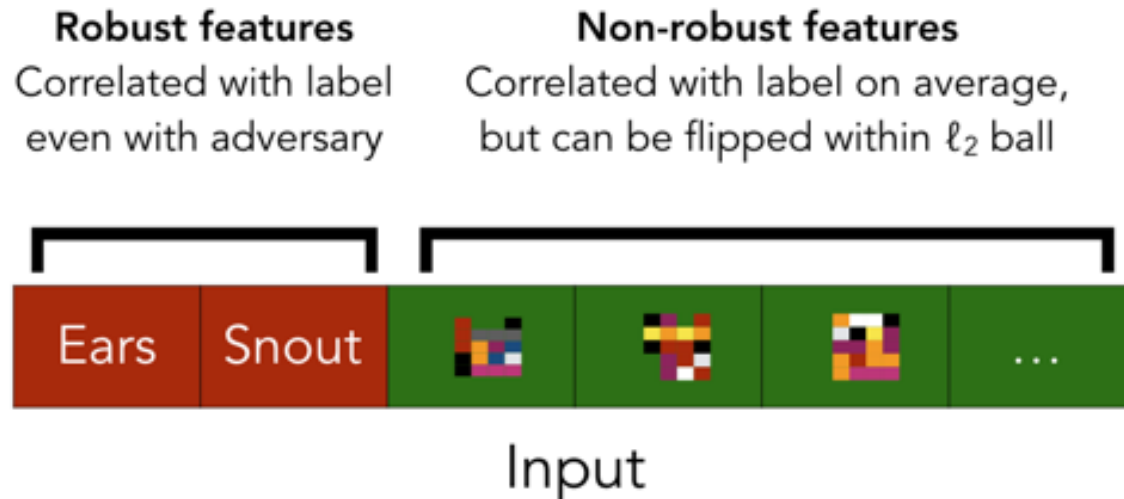 Robust features
Correlated with label
even with adversary
Non-robust features
Correlated with label on average,
but can be flipped within ℓ₂ ball
Ears
Snout
...
Input